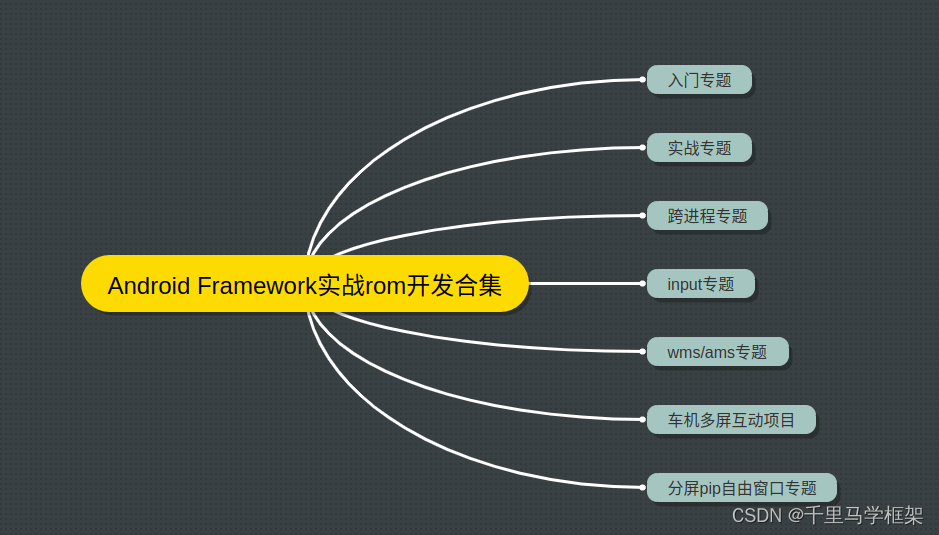 入门专题
实战专题
跨进程专题
Android Framework实战rom开发合集
input专题
wms/ams专题
车机多屏互动项目
分屏pip自由窗口专题
CSDN @千里马学框架